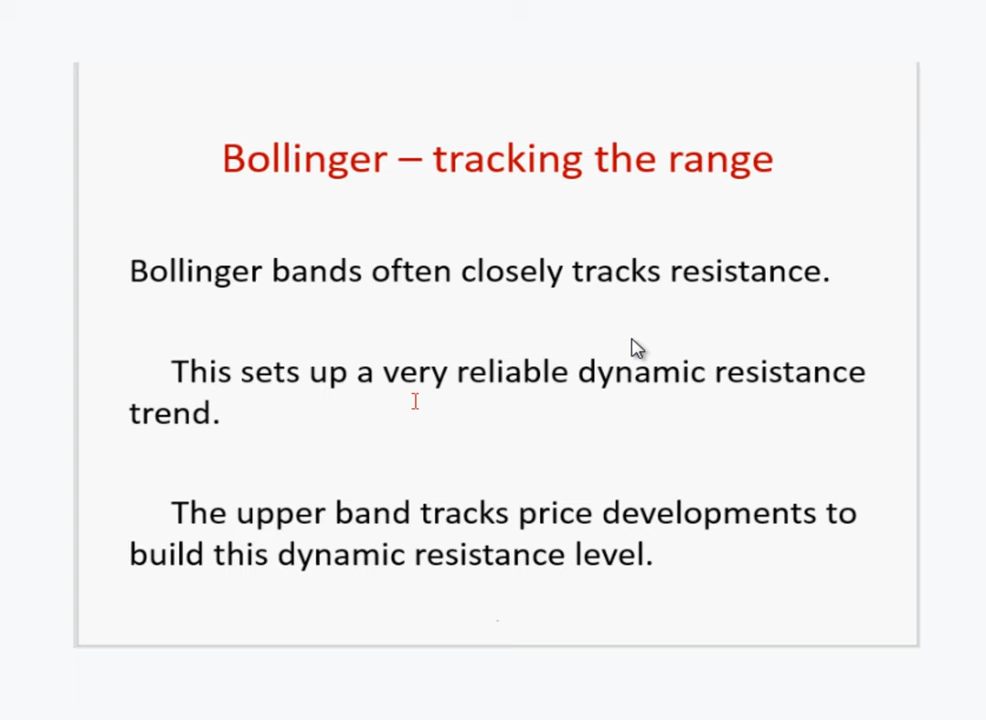 Bollinger – tracking the range
Bollinger bands often closely tracks resistance.
This sets up a very reliable dynamic resistance
trend.
The upper band tracks price developments to
build this dynamic resistance level.